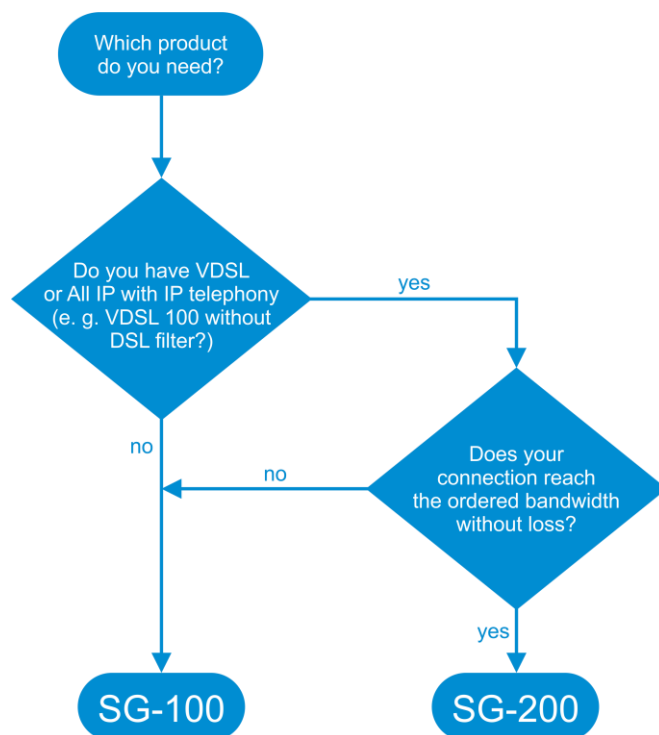 Which product
do you need?
Do you have VDSL
or All IP with IP telephony
(e. g. VDSL 100 without
DSL filter?)
yes
no
Does your
connection reach
the ordered bandwidth
without loss?
no
yes
SG-100
SG-200